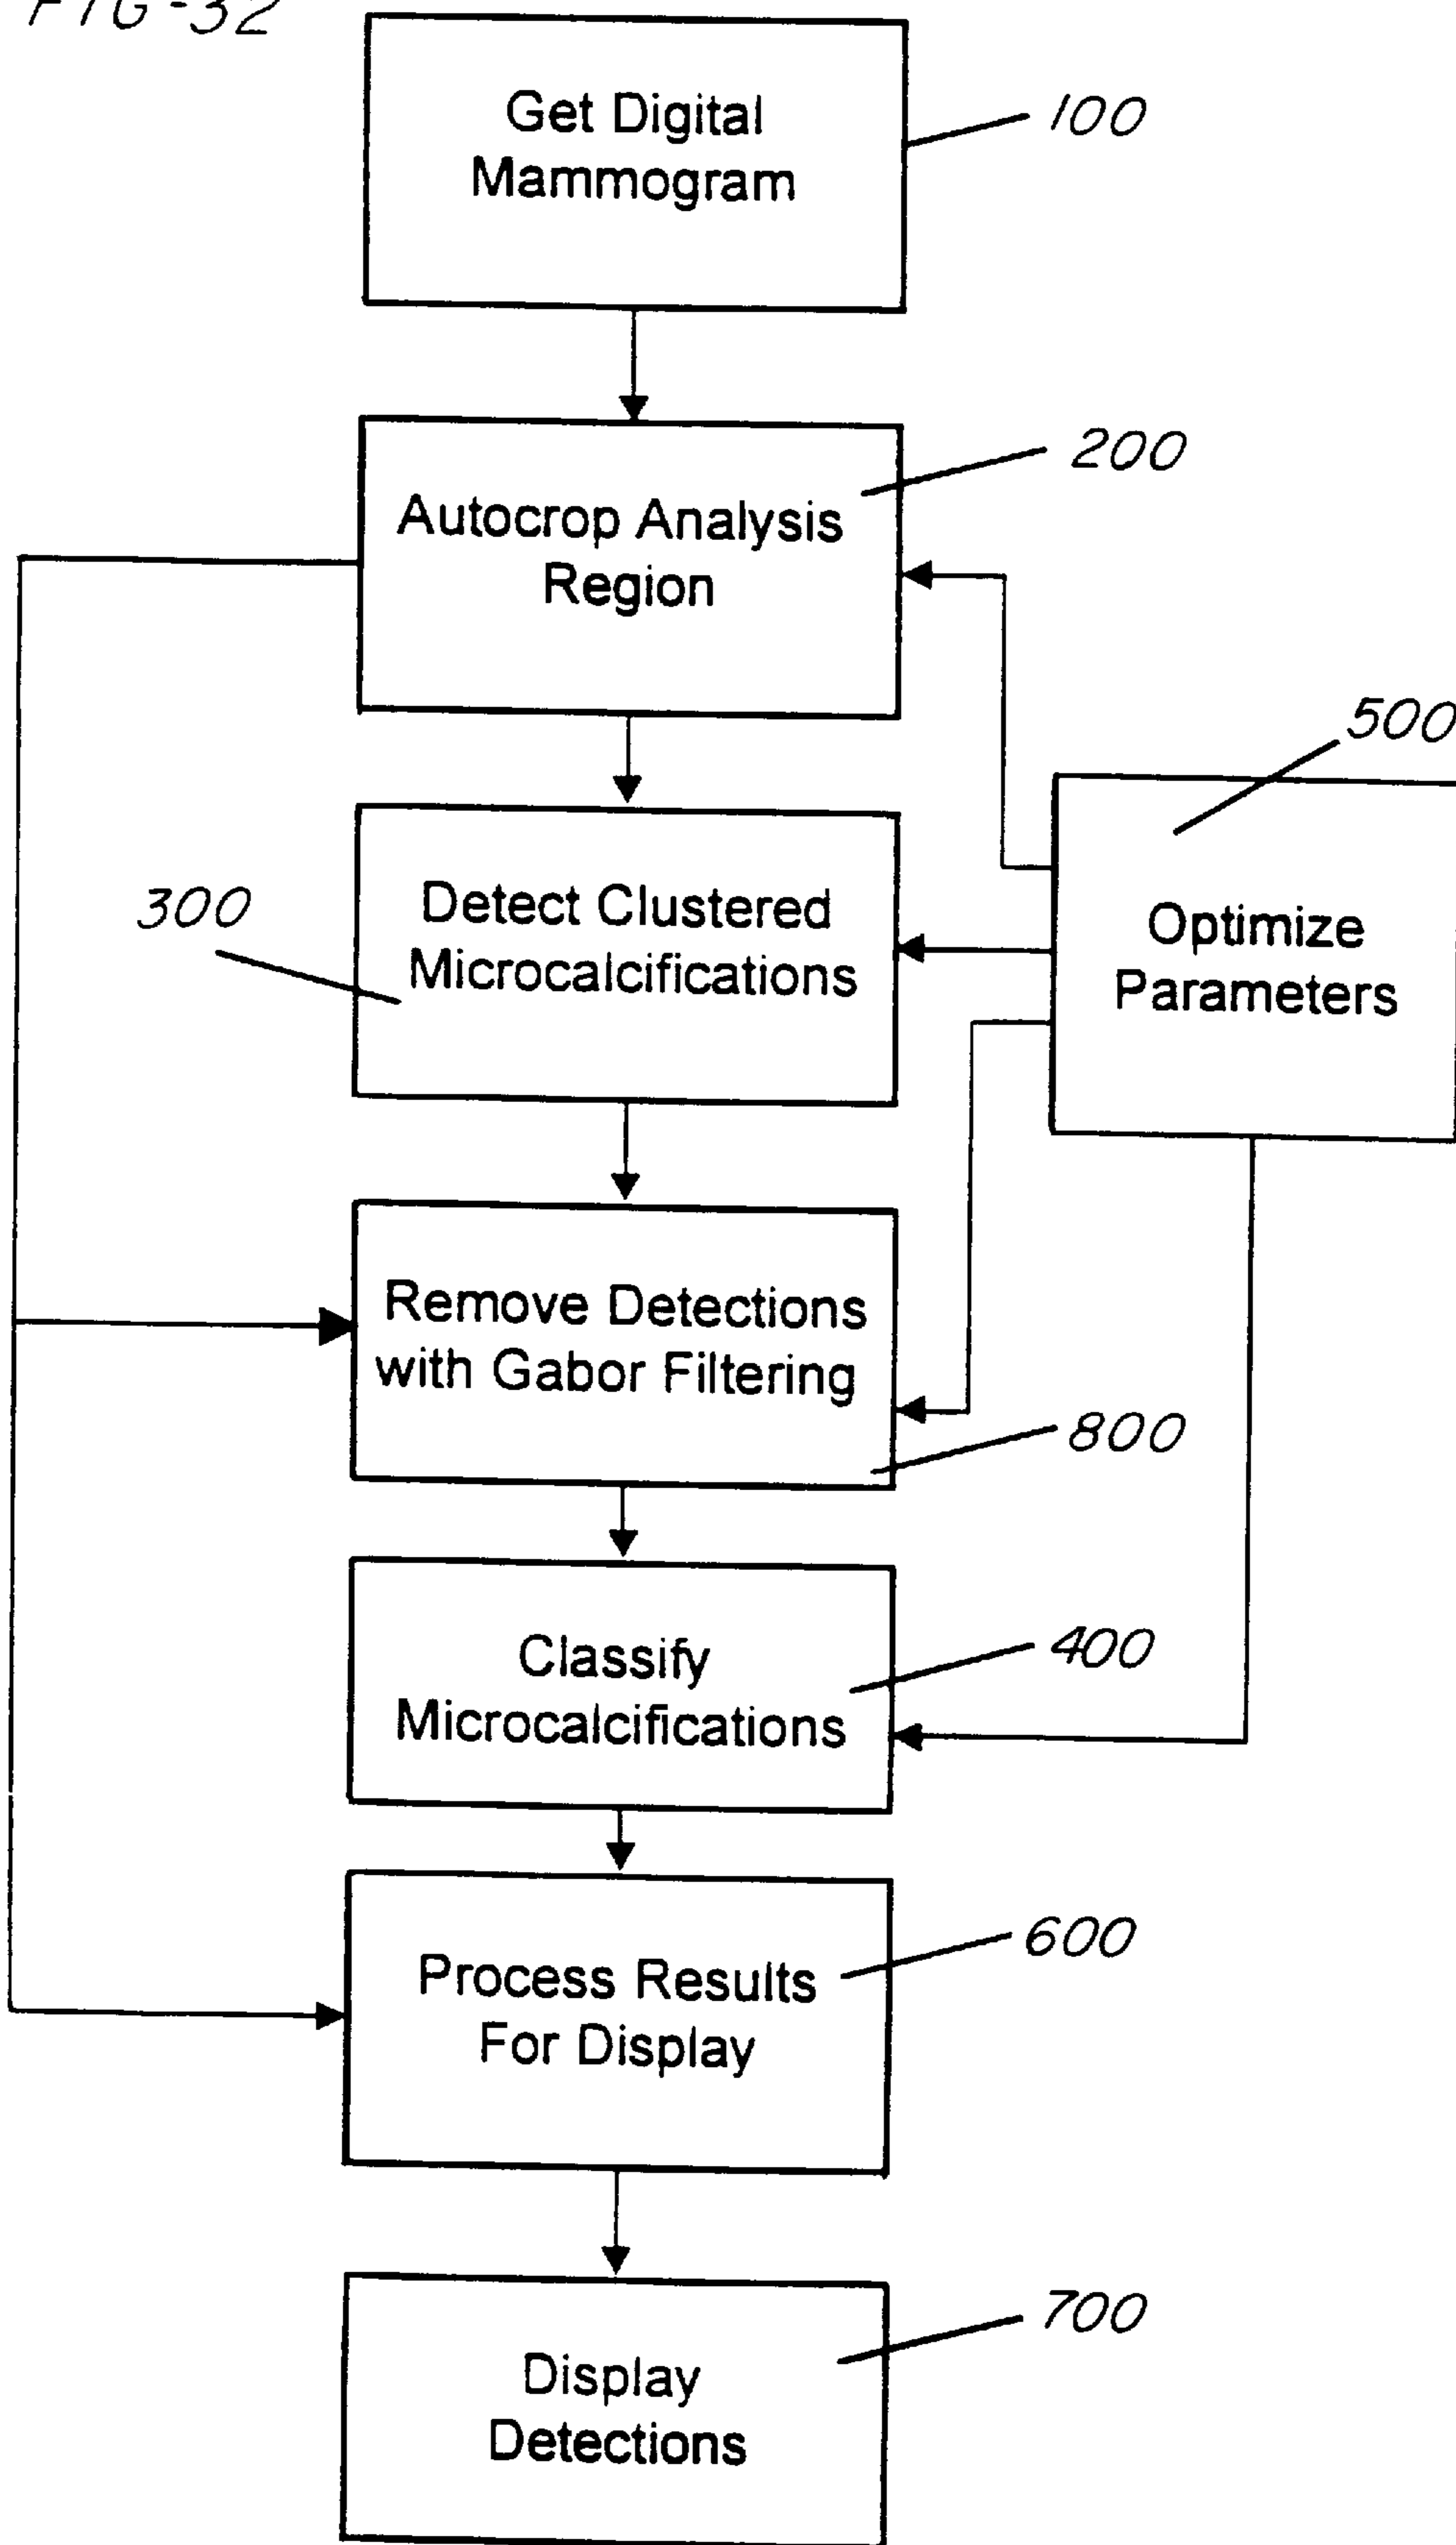 FIG-32
Get Digital
Mammogram
100
Autocrop Analysis
Region
200
500
Detect Clustered
Microcalcifications
300
Optimize
Parameters
Remove Detections
with Gabor Filtering
800
Classify
Microcalcifications
400
Process Results
For Display
600
Display
Detections
700